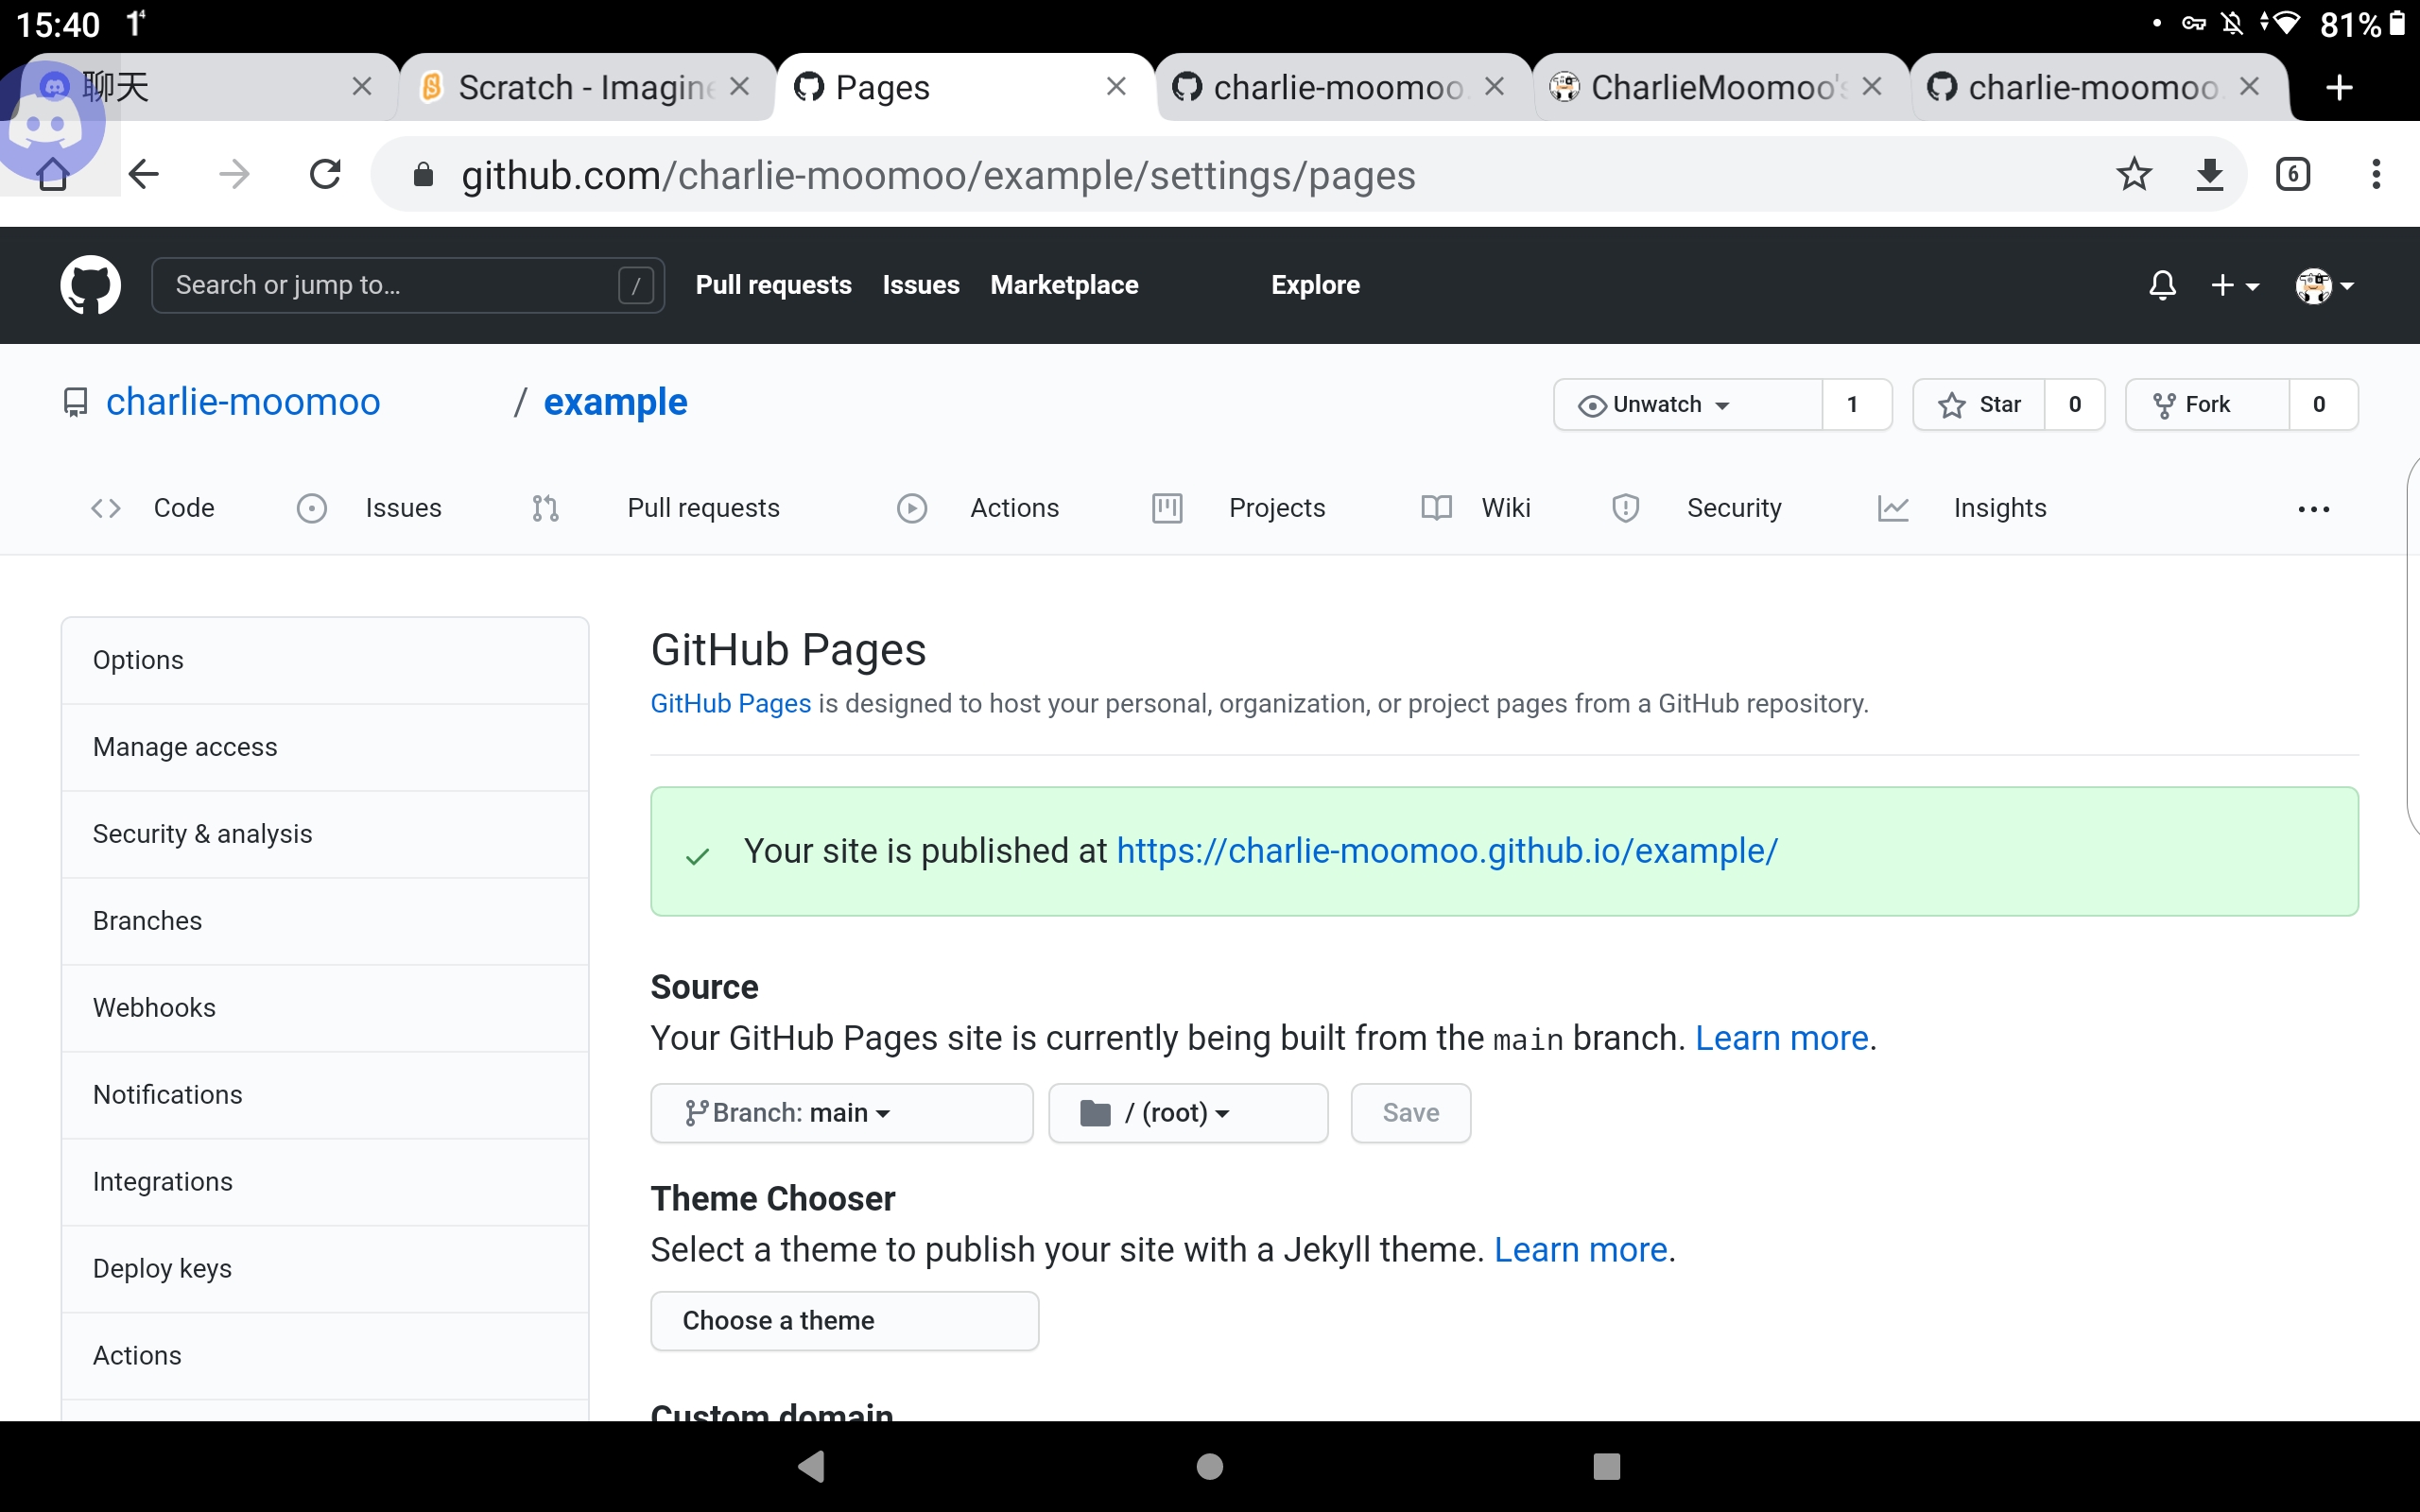 15:40 1⁴ 81%
聊天 Scratch - Imagine Pages charlie-moomoo. CharlieMoomoo's charlie-moomoo.
github.com/charlie-moomoo/example/settings/pages 6
Search or jump to… / Pull requests Issues Marketplace Explore
charlie-moomoo / example Unwatch 1 Star 0 Fork 0
Code Issues Pull requests Actions Projects Wiki Security Insights
Options
Manage access
Security & analysis
Branches
Webhooks
Notifications
Integrations
Deploy keys
Actions
GitHub Pages
GitHub Pages is designed to host your personal, organization, or project pages from a GitHub repository.
Your site is published at https://charlie-moomoo.github.io/example/
Source
Your GitHub Pages site is currently being built from the main branch. Learn more.
Branch: main / (root) Save
Theme Chooser
Select a theme to publish your site with a Jekyll theme. Learn more.
Choose a theme
Custom domain